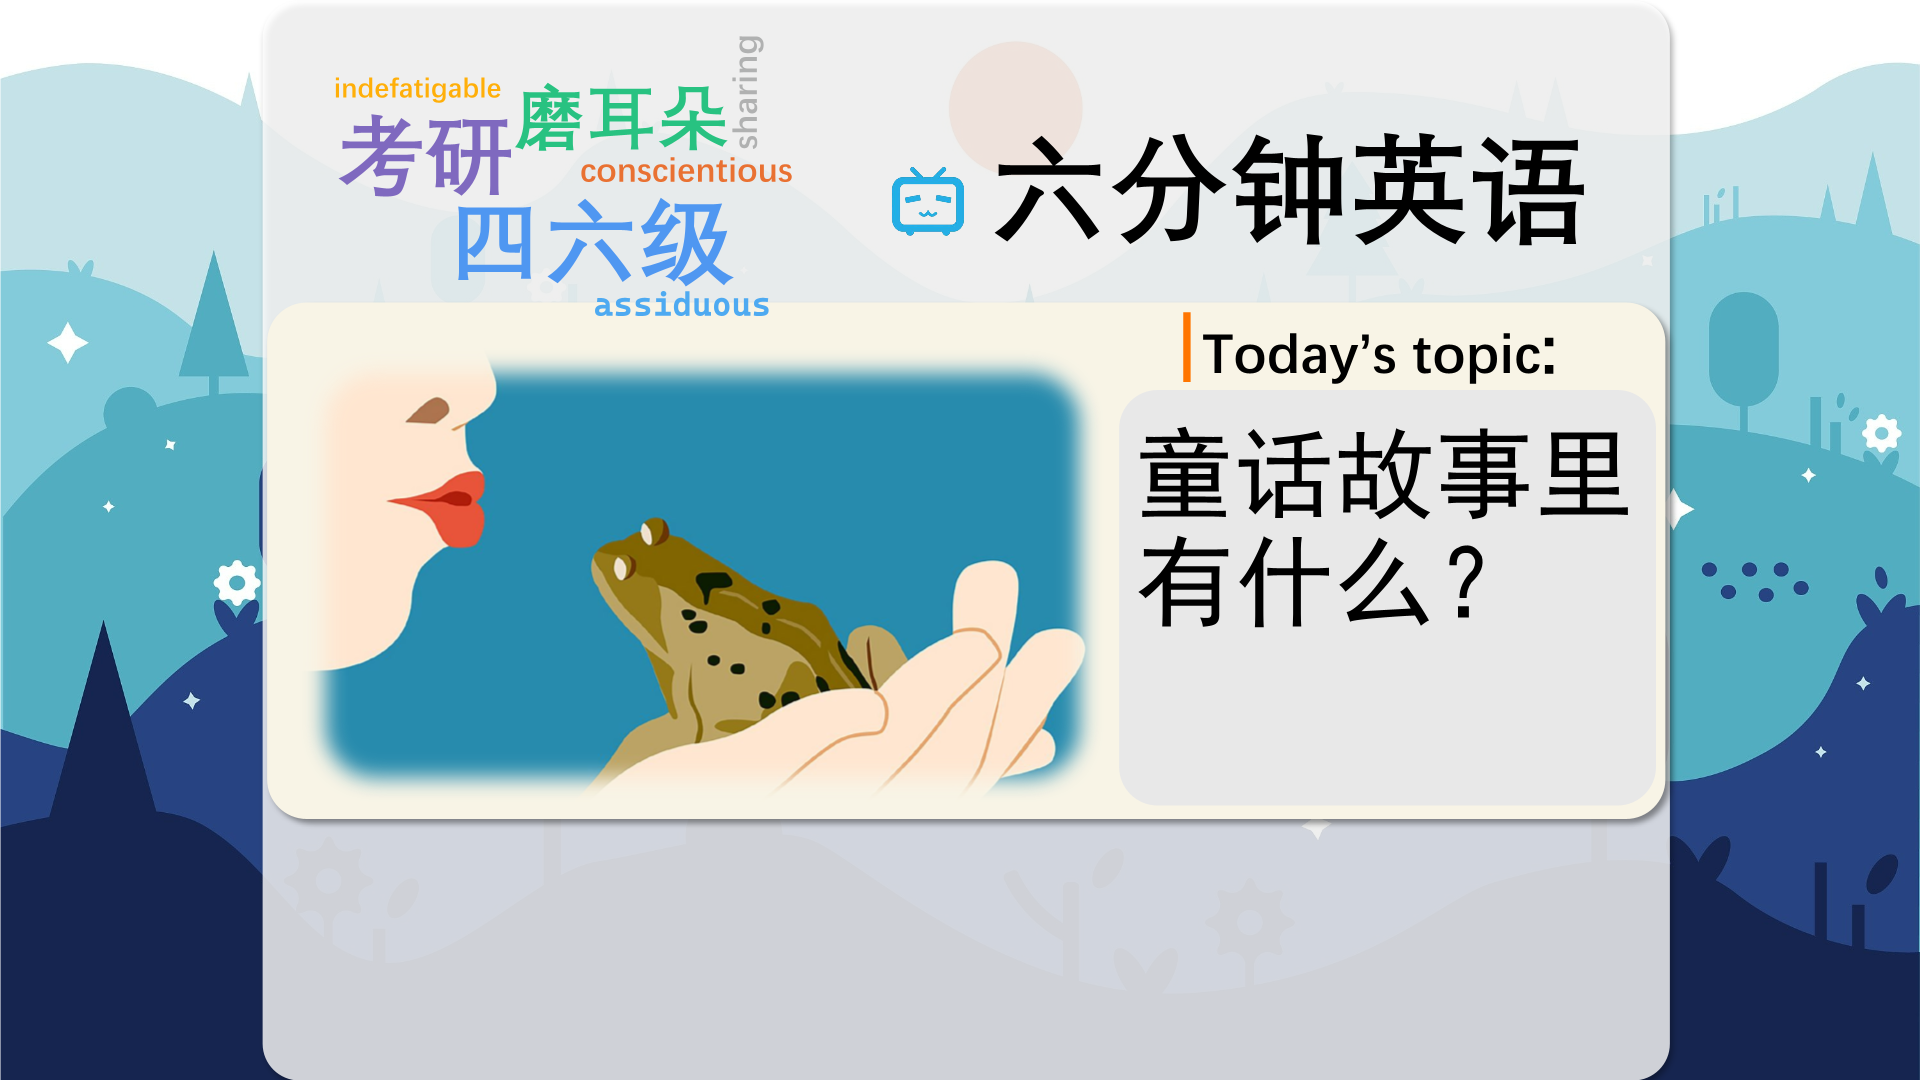 indefatigable
磨耳朵
sharing
考研
conscientious
四六级
assiduous
六分钟英语
Today’s topic:
童话故事里
有什么?